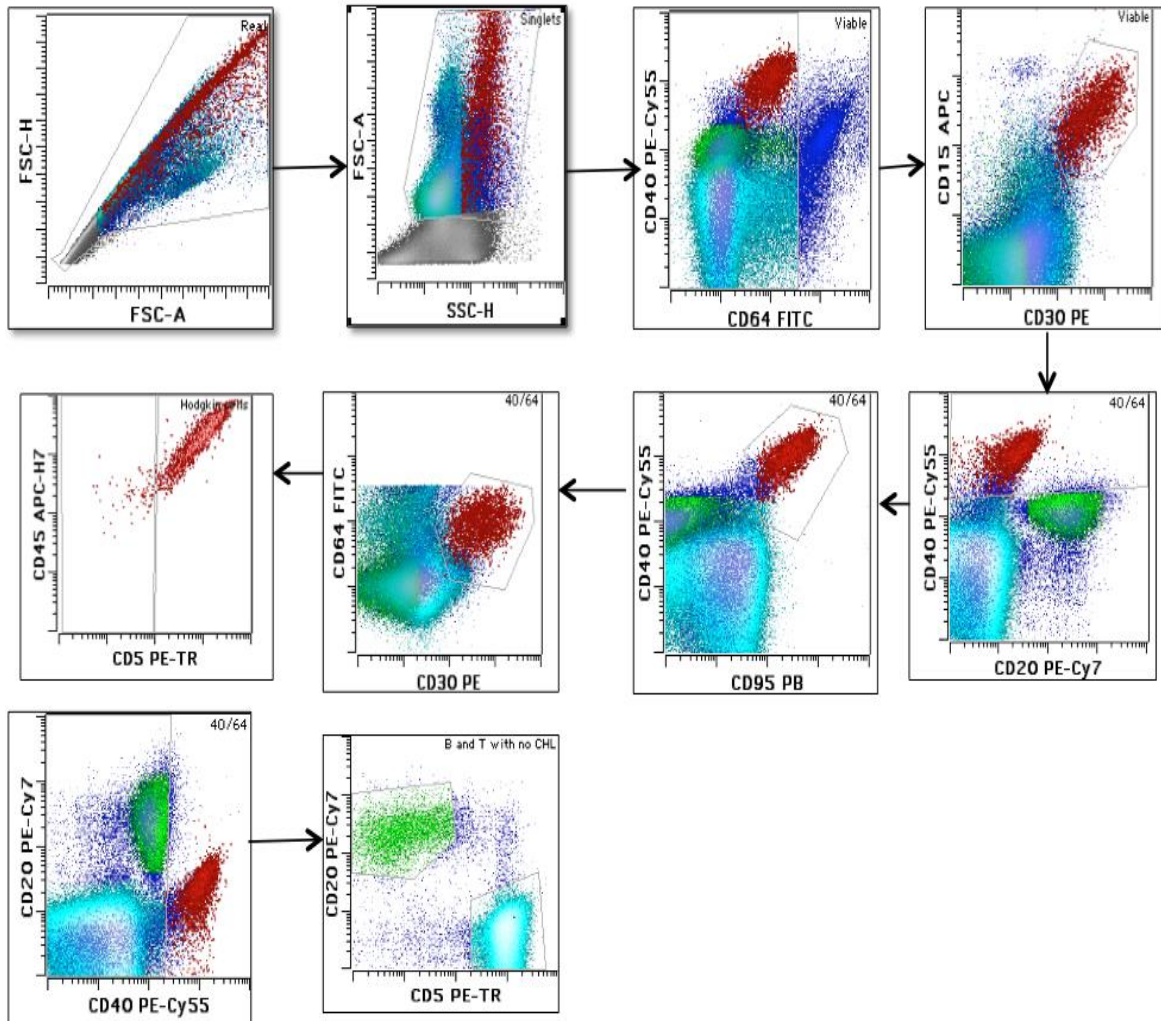 Real
FSC-H
FSC-A
Singlets
FSC-A
SSC-H
Viable
CD40 PE-Cy55
CD64 FITC
Viable
CD15 APC
CD30 PE
Hodgkin cells
CD45 APC-H7
CD5 PE-TR
40/64
CD64 FITC
CD30 PE
40/64
CD40 PE-Cy55
CD95 PB
40/64
CD40 PE-Cy55
CD20 PE-Cy7
40/64
CD20 PE-Cy7
CD40 PE-Cy55
B and T with no CHL
CD20 PE-Cy7
CD5 PE-TR